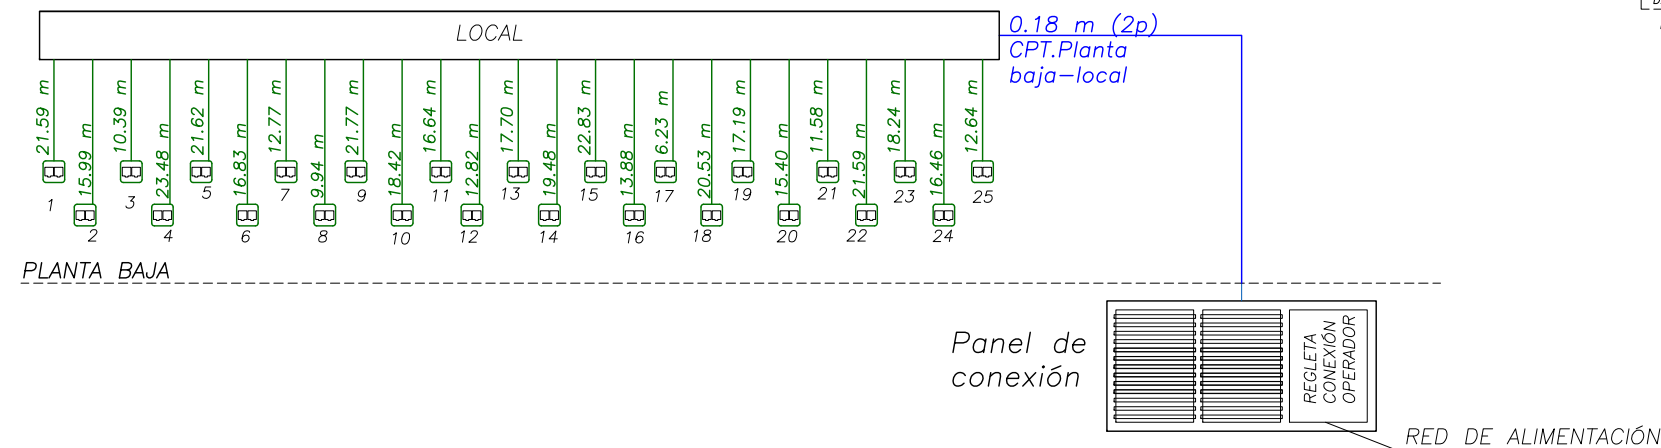 LOCAL
0.18 m (2p)
CPT.Planta
baja-local
21.59 m
15.99 m
10.39 m
23.48 m
21.62 m
16.83 m
12.77 m
9.94 m
21.77 m
18.42 m
16.64 m
12.82 m
17.70 m
19.48 m
22.83 m
13.88 m
6.23 m
20.53 m
17.19 m
15.40 m
11.58 m
21.59 m
18.24 m
16.46 m
12.64 m
1
2
3
4
5
6
7
8
9
10
11
12
13
14
15
16
17
18
19
20
21
22
23
24
25
PLANTA BAJA
Panel de
conexión
REGLETA
CONEXIÓN
OPERADOR
RED DE ALIMENTACIÓN